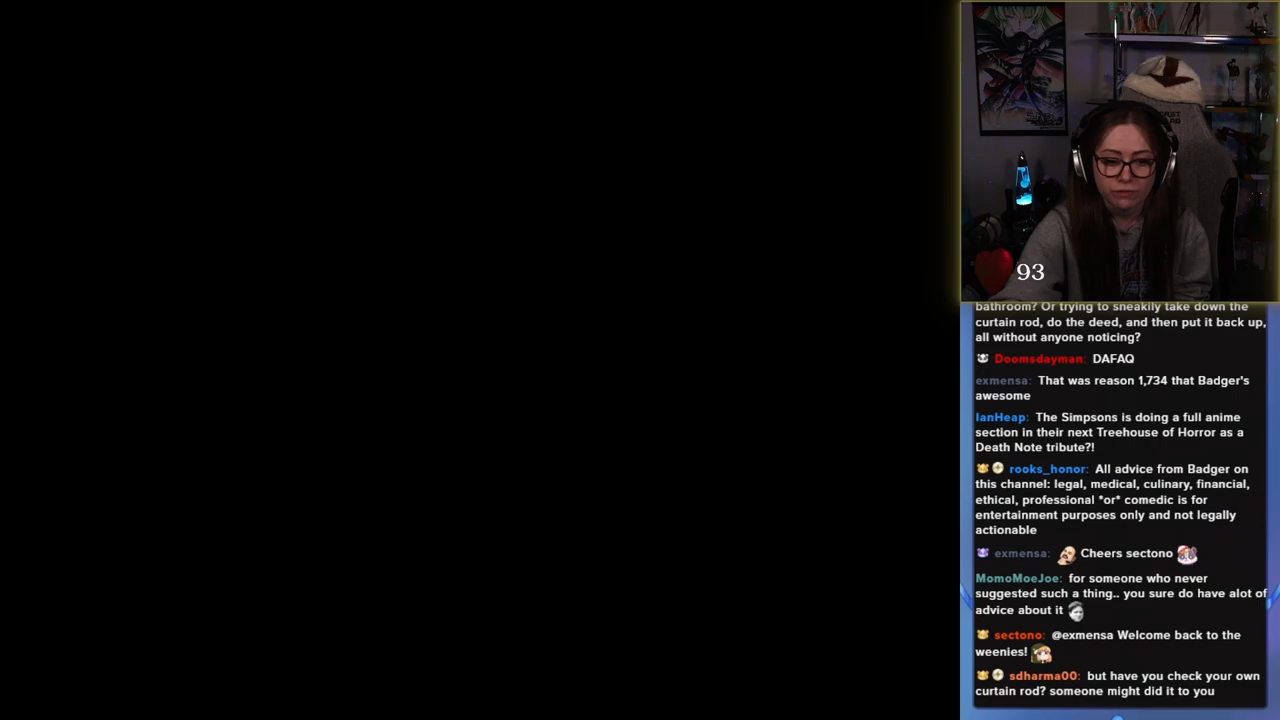 93
bathroom? Or trying to sneakily take down the
curtain rod, do the deed, and then put it back up,
all without anyone noticing?
Doomsdayman: DAFAQ
exmensa: That was reason 1,734 that Badger's
awesome
IanHeap: The Simpsons is doing a full anime
section in their next Treehouse of Horror as a
Death Note tribute?!
rooks_honor: All advice from Badger on
this channel: legal, medical, culinary, financial,
ethical, professional *or* comedic is for
entertainment purposes only and not legally
actionable
exmensa: Cheers sectono
MomoMoeJoe: for someone who never
suggested such a thing.. you sure do have alot of
advice about it
sectono: @exmensa Welcome back to the
weenies!
sdharma00: but have you check your own
curtain rod? someone might did it to you